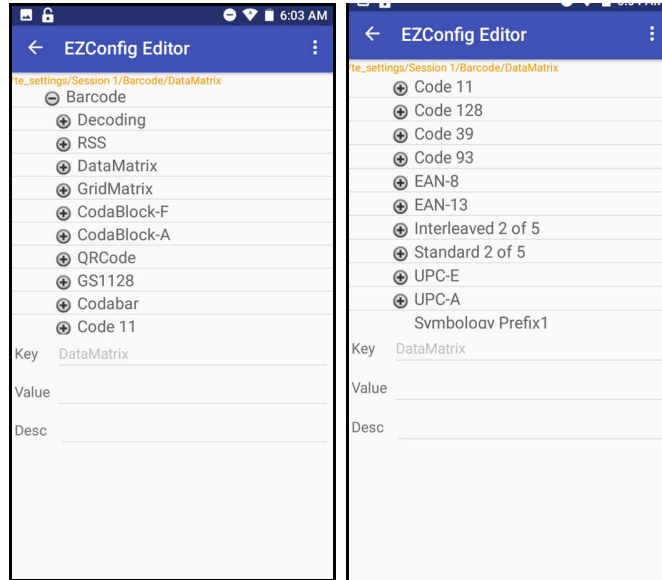 6:03 AM
EZConfig Editor
/te_settings/Session 1/Barcode/DataMatrix
Barcode
Decoding
RSS
DataMatrix
GridMatrix
CodaBlock-F
CodaBlock-A
QRCode
GS1128
Codabar
Code 11
Key DataMatrix
Value
Desc
EZConfig Editor
/te_settings/Session 1/Barcode/DataMatrix
Code 11
Code 128
Code 39
Code 93
EAN-8
EAN-13
Interleaved 2 of 5
Standard 2 of 5
UPC-E
UPC-A
Symbology Prefix1
Key DataMatrix
Value
Desc